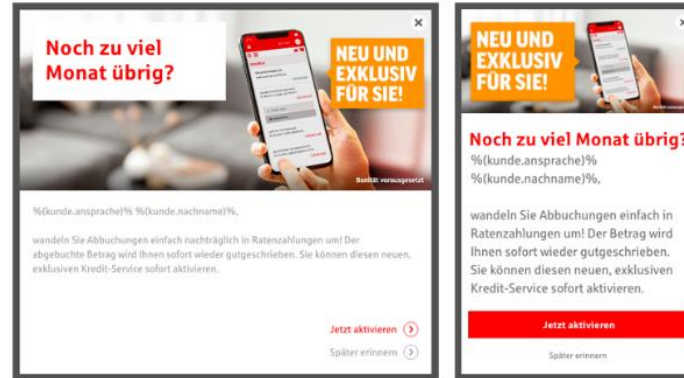 Noch zu viel
Monat übrig?
NEU UND
EXKLUSIV
FÜR SIE!
Bonität vorausgesetzt
%(kunde.ansprache)% %(kunde.nachname)%,
wandeln Sie Abbuchungen einfach nachträglich in Ratenzahlungen um! Der
abgebuchte Betrag wird Ihnen sofort wieder gutgeschrieben. Sie können diesen neuen,
exklusiven Kredit-Service sofort aktivieren.
Jetzt aktivieren
Später erinnern
NEU UND
EXKLUSIV
FÜR SIE!
Noch zu viel Monat übrig?
%(kunde.ansprache)%
%(kunde.nachname)%,
wandeln Sie Abbuchungen einfach in
Ratenzahlungen um! Der Betrag wird
Ihnen sofort wieder gutgeschrieben.
Sie können diesen neuen, exklusiven
Kredit-Service sofort aktivieren.
Jetzt aktivieren
Später erinnern